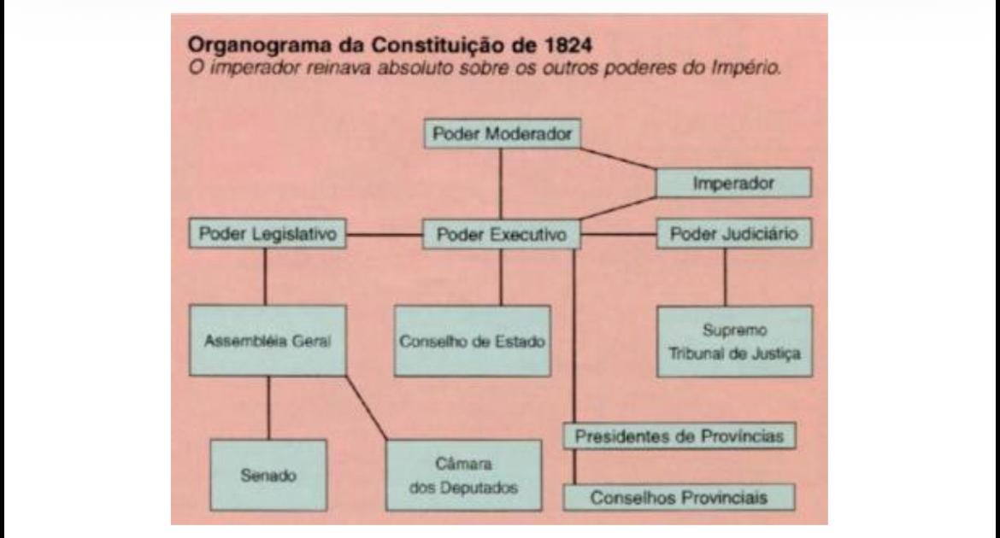 Organograma da Constituição de 1824
O imperador reinava absoluto sobre os outros poderes do Império.
Poder Moderador
Imperador
Poder Legislativo
Poder Executivo
Poder Judiciário
Assembléia Geral
Conselho de Estado
Supremo
Tribunal de Justiça
Presidentes de Províncias
Senado
Câmara
dos Deputados
Conselhos Provinciais